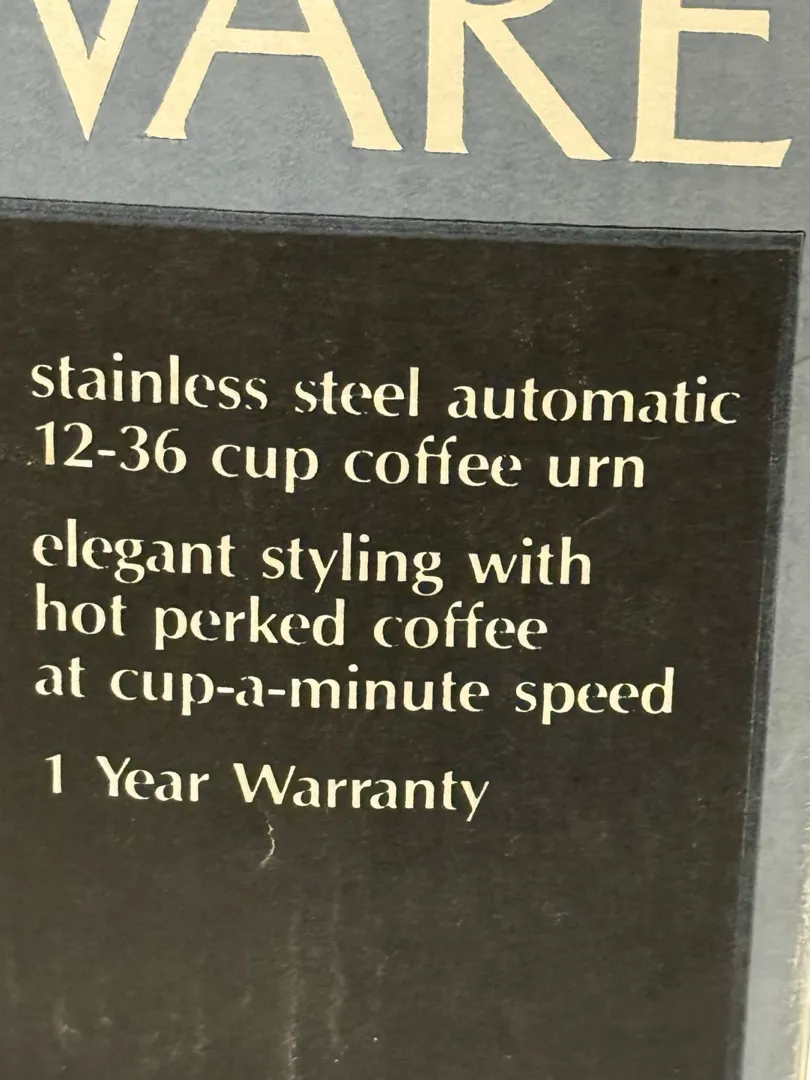 WARE
stainless steel automatic
12-36 cup coffee urn
elegant styling with
hot perked coffee
at cup-a-minute speed
1 Year Warranty